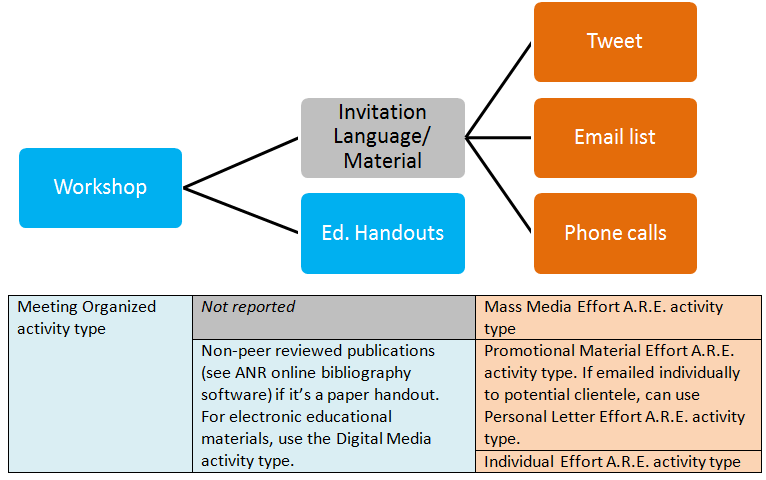 Tweet
Invitation
Language/
Material
Email list
Workshop
Ed. Handouts
Phone calls
Meeting Organized
activity type
Not reported
Mass Media Effort A.R.E. activity
type
Non-peer reviewed publications
(see ANR online bibliography
software) if it's a paper handout.
For electronic educational
materials, use the Digital Media
activity type.
Promotional Material Effort A.R.E.
activity type. If emailed individually
to potential clientele, can use
Personal Letter Effort A.R.E. activity
type.
Individual Effort A.R.E. activity type